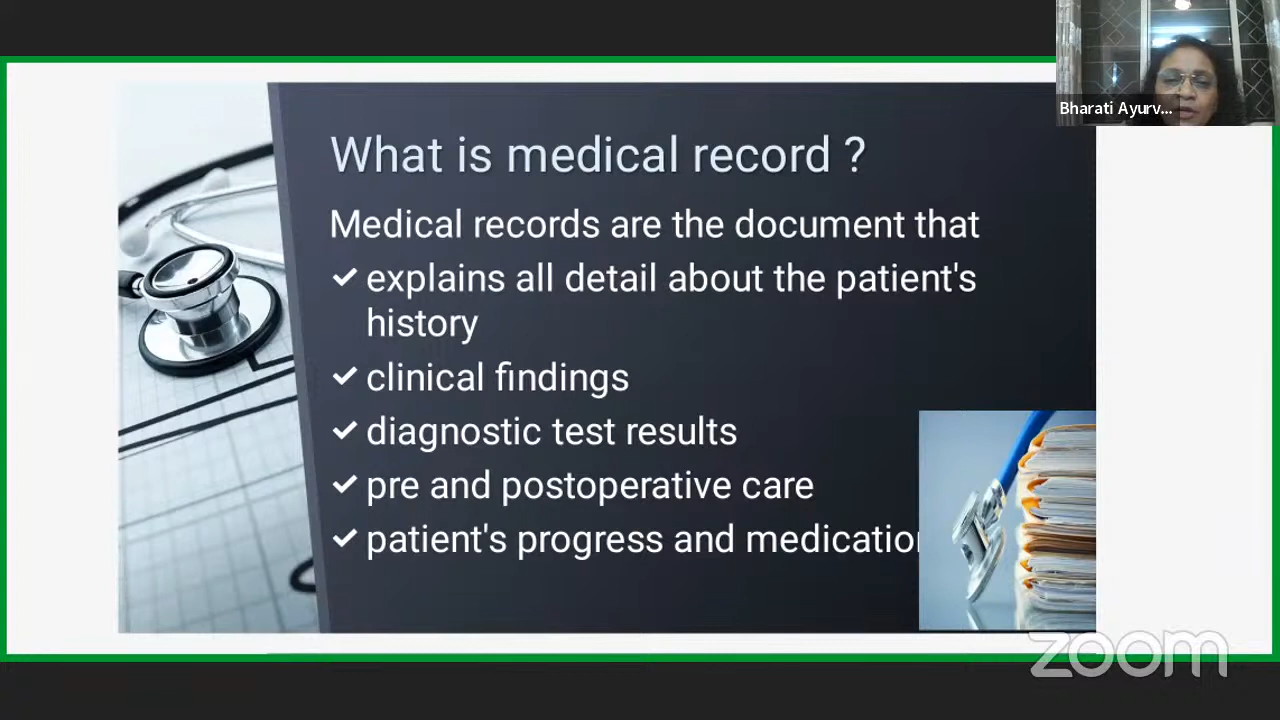 Bharati Ayurv...
What is medical record ?
Medical records are the document that
✓ explains all detail about the patient's
history
✓ clinical findings
✓ diagnostic test results
✓ pre and postoperative care
✓ patient's progress and medication
zoom